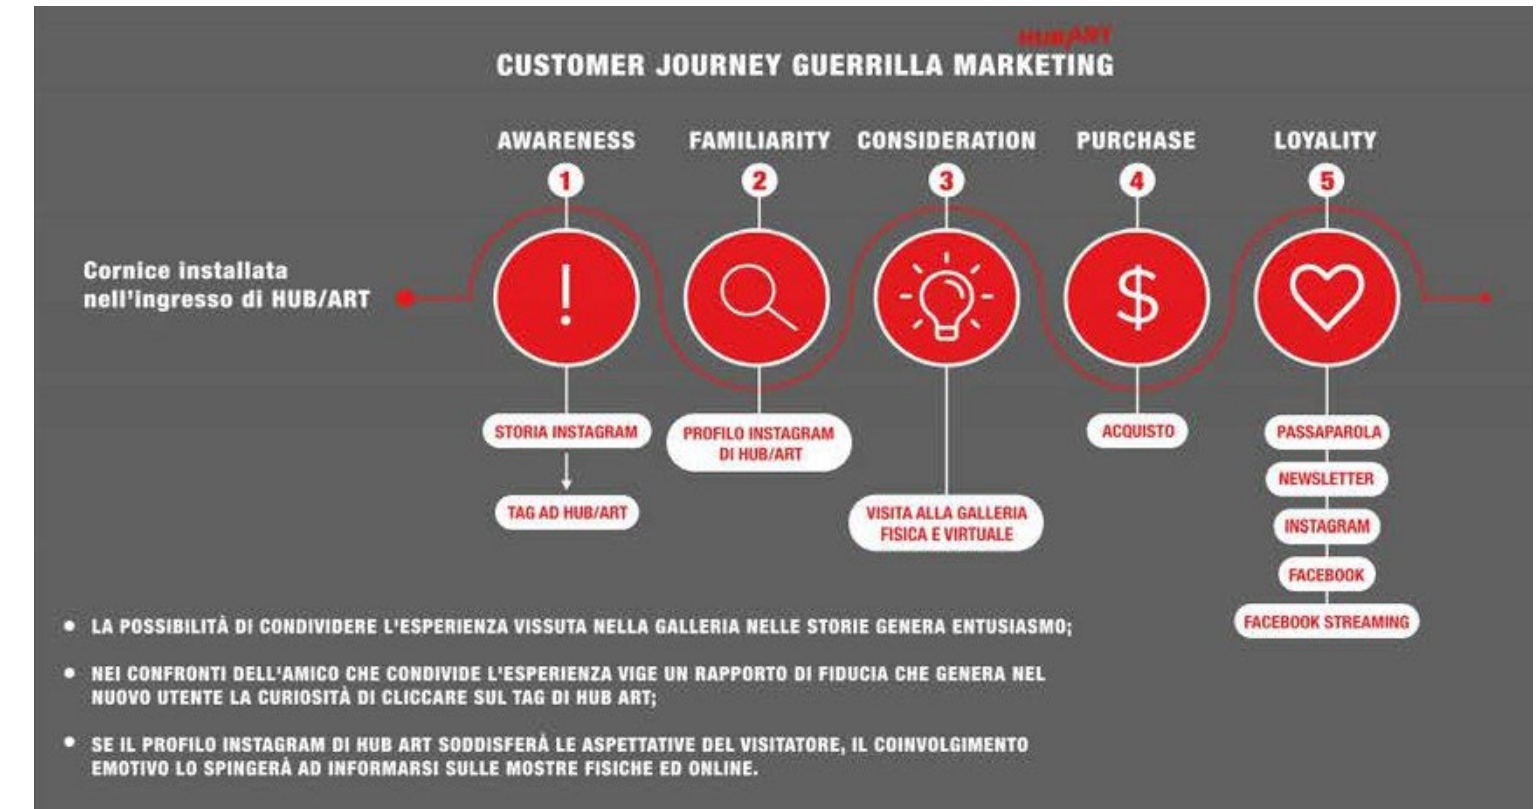 HUB/ART
CUSTOMER JOURNEY GUERRILLA MARKETING
AWARENESS
FAMILIARITY
CONSIDERATION
PURCHASE
LOYALITY
1
2
3
4
5
Cornice installata
nell'ingresso di HUB/ART
!
$
STORIA INSTAGRAM
TAG AD HUB/ART
PROFILO INSTAGRAM
DI HUB/ART
VISITA ALLA GALLERIA
FISICA E VIRTUALE
ACQUISTO
PASSAPAROLA
NEWSLETTER
INSTAGRAM
FACEBOOK
FACEBOOK STREAMING
• LA POSSIBILITÀ DI CONDIVIDERE L'ESPERIENZA VISSUTA NELLA GALLERIA NELLE STORIE GENERA ENTUSIASMO;
• NEI CONFRONTI DELL'AMICO CHE CONDIVIDE L'ESPERIENZA VIGE UN RAPPORTO DI FIDUCIA CHE GENERA NEL
NUOVO UTENTE LA CURIOSITÀ DI CLICCARE SUL TAG DI HUB ART;
• SE IL PROFILO INSTAGRAM DI HUB ART SODDISFERÀ LE ASPETTATIVE DEL VISITATORE, IL COINVOLGIMENTO
EMOTIVO LO SPINGERÀ AD INFORMARSI SULLE MOSTRE FISICHE ED ONLINE.